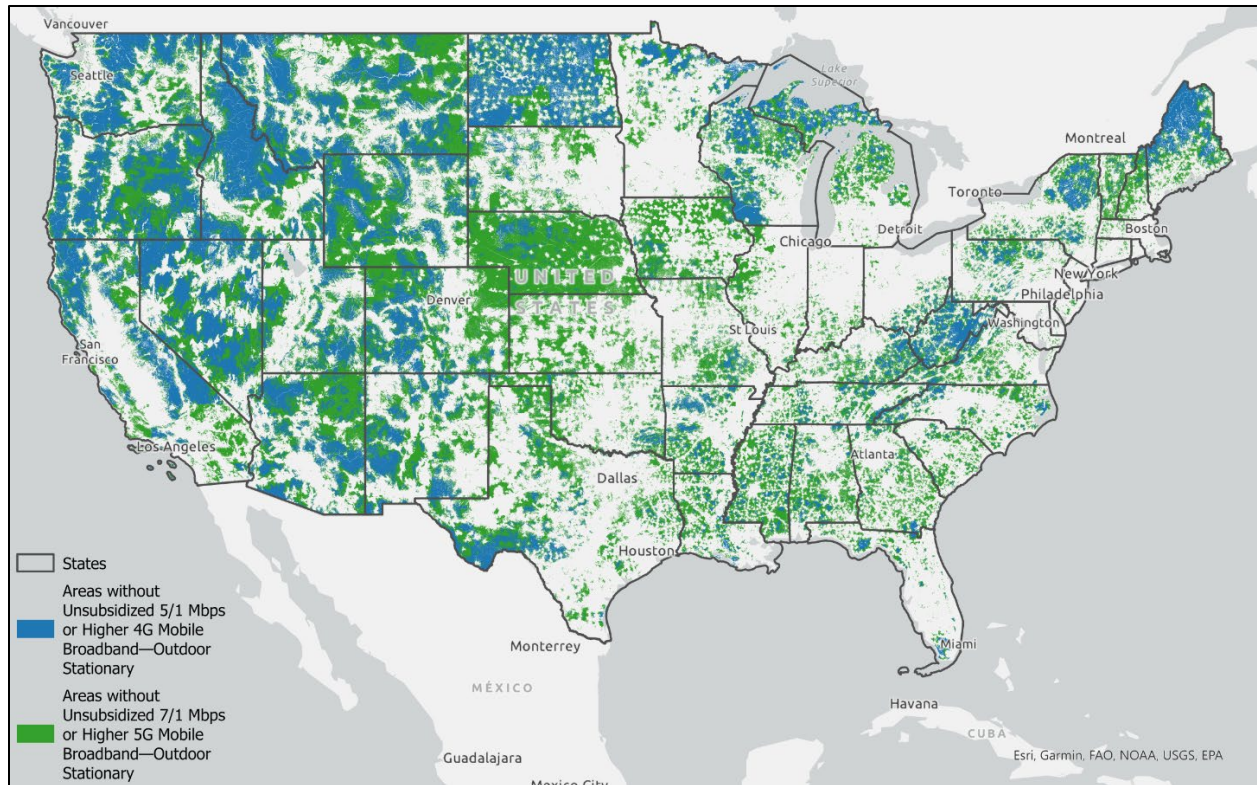 Vancouver
Seattle
Lake
Superior
Montreal
Toronto
Boston
Detroit
Chicago
New York
UNITED
Philadelphia
Denver
STATES
Washington
St Louis
San
Francisco
Los Angeles
Atlanta
Dallas
Houston
Miami
Monterrey
MÉXICO
Havana
CUBA
Guadalajara
Mexico City
Esri, Garmin, FAO, NOAA, USGS, EPA
States
Areas without
Unsubsidized 5/1 Mbps
or Higher 4G Mobile
Broadband—Outdoor
Stationary
Areas without
Unsubsidized 7/1 Mbps
or Higher 5G Mobile
Broadband—Outdoor
Stationary